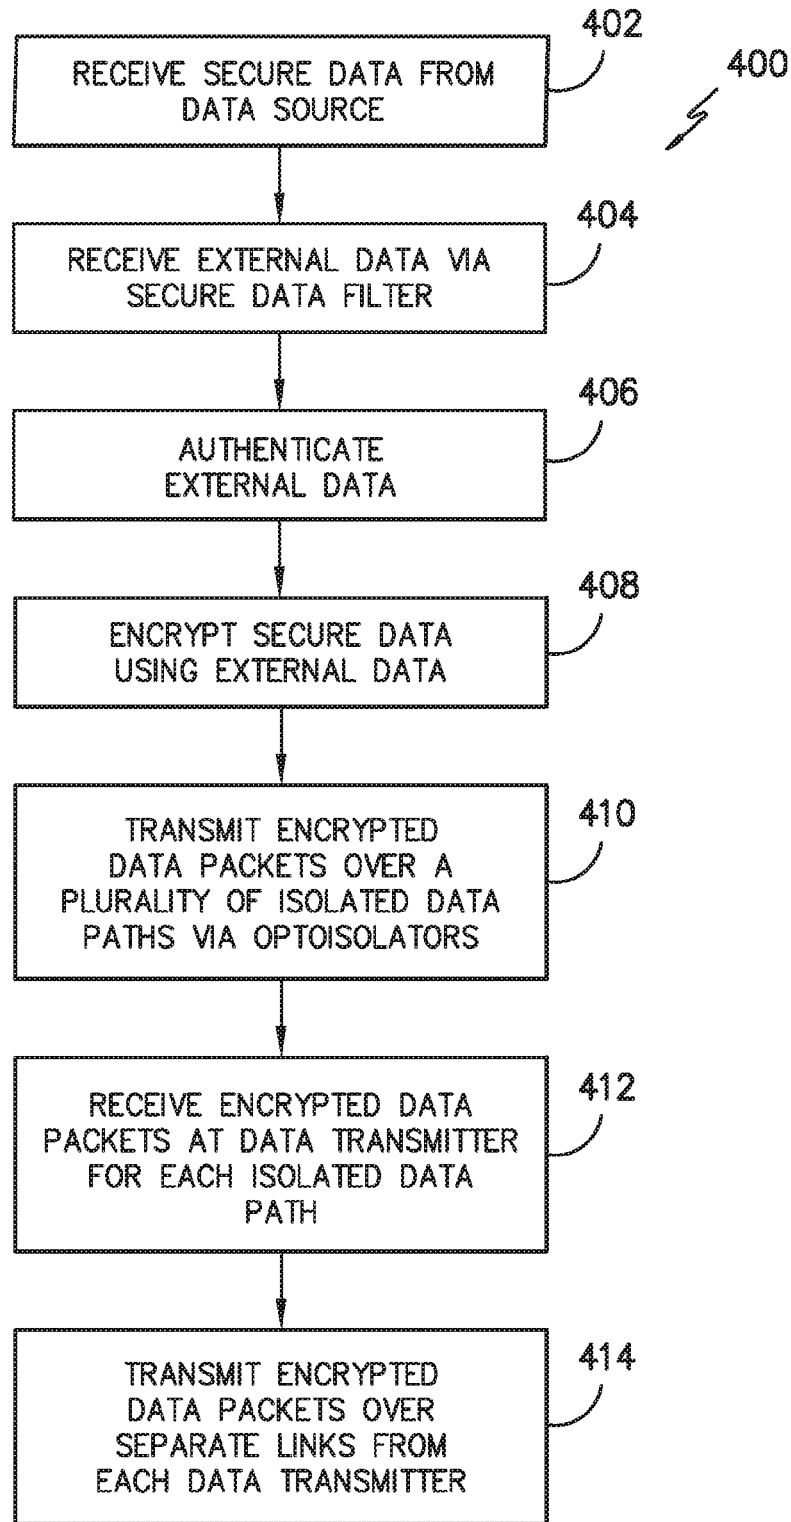 402
400
RECEIVE SECURE DATA FROM
DATA SOURCE
404
RECEIVE EXTERNAL DATA VIA
SECURE DATA FILTER
406
AUTHENTICATE
EXTERNAL DATA
408
ENCRYPT SECURE DATA
USING EXTERNAL DATA
410
TRANSMIT ENCRYPTED
DATA PACKETS OVER A
PLURALITY OF ISOLATED DATA
PATHS VIA OPTOISOLATORS
412
RECEIVE ENCRYPTED DATA
PACKETS AT DATA TRANSMITTER
FOR EACH ISOLATED DATA
PATH
414
TRANSMIT ENCRYPTED
DATA PACKETS OVER
SEPARATE LINKS FROM
EACH DATA TRANSMITTER